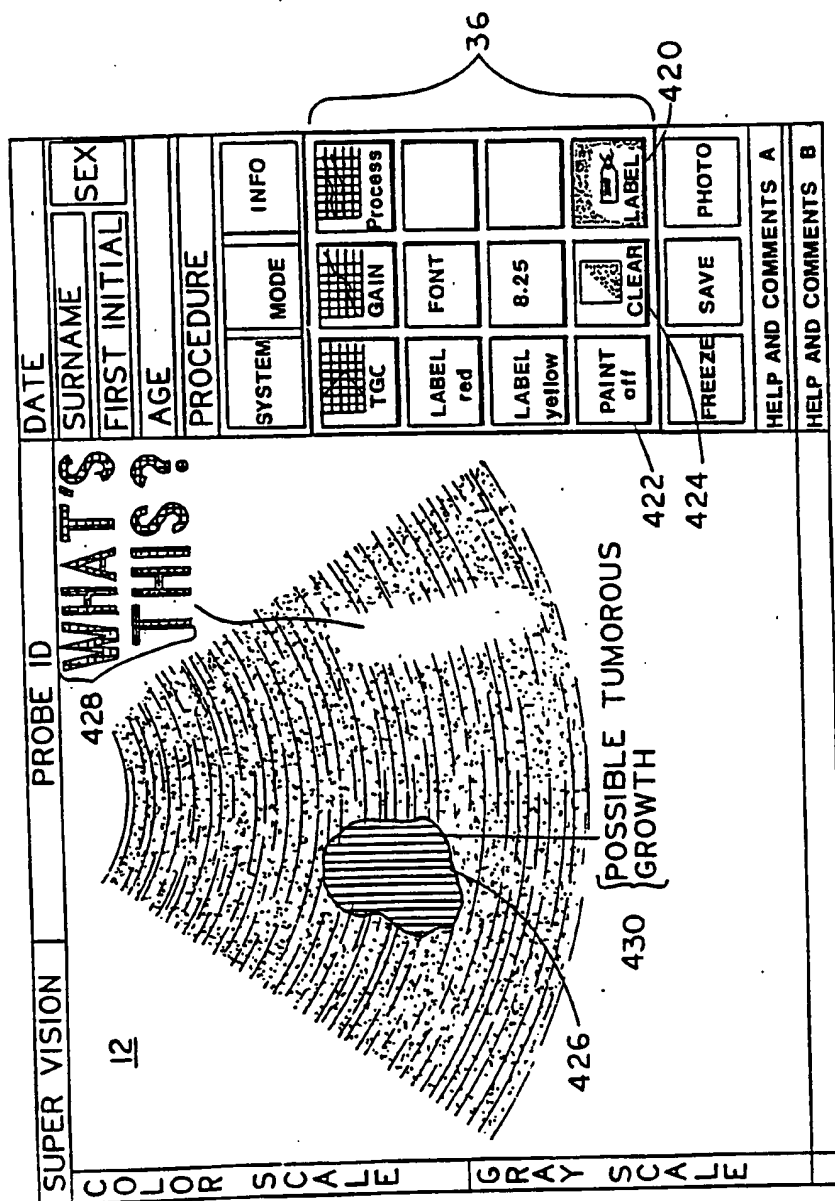 SUPER VISION
PROBE ID
DATE
SURNAME
SEX
FIRST INITIAL
AGE
PROCEDURE
SYSTEM
MODE
INFO
TGC
GAIN
Process
LABEL
red
FONT
LABEL
yellow
8.25
PAINT
off
CLEAR
LABEL
FREEZE
SAVE
PHOTO
HELP AND COMMENTS A
HELP AND COMMENTS B
COLOR SCALE
GRAY SCALE
12
428
WHAT'S
THIS?
POSSIBLE TUMOROUS
GROWTH
430
426
422
424
420
36